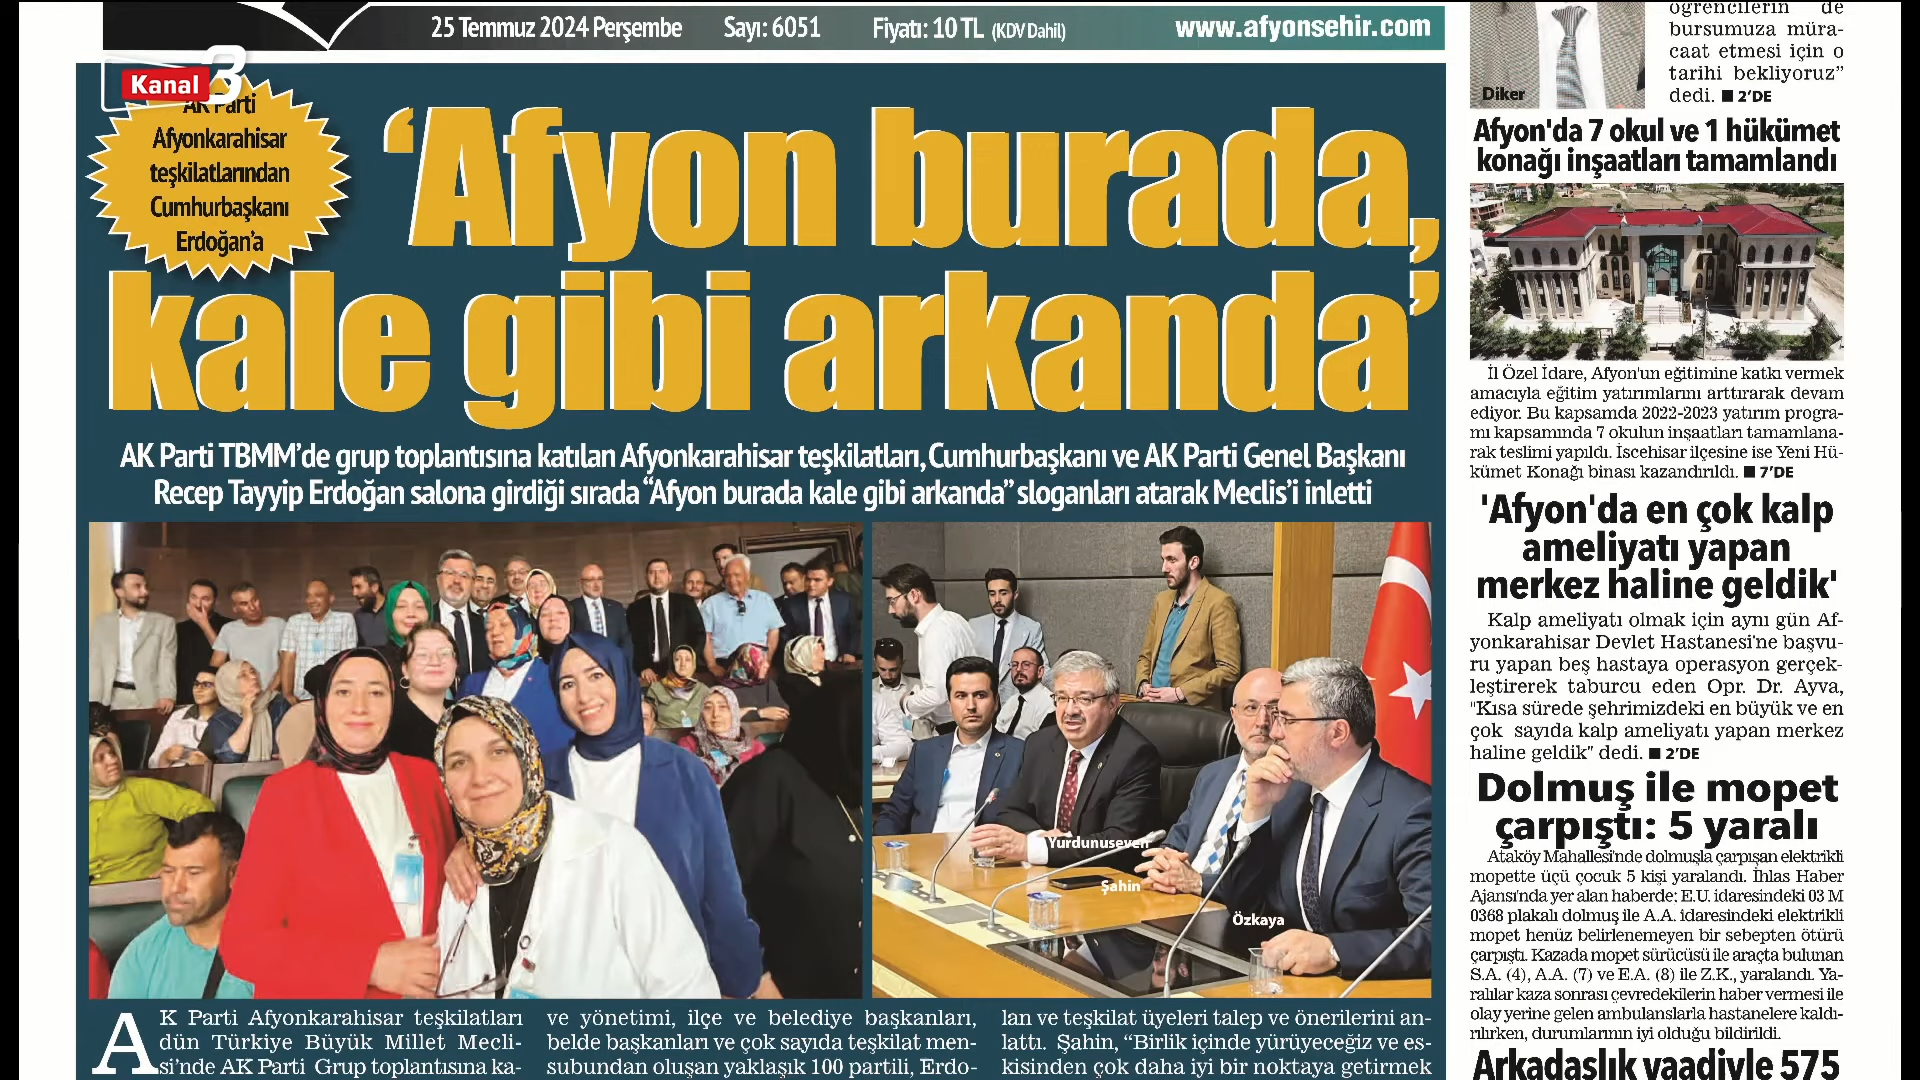 25 Temmuz 2024 Perşembe Sayı: 6051 Fiyatı: 10 TL (KDV Dahil) www.afyonsehir.com
Kanal 3
AK Parti
Afyonkarahisar
teşkilatlarından
Cumhurbaşkanı
Erdoğan'a
'Afyon burada,
kale gibi arkanda'
AK Parti TBMM'de grup toplantısına katılan Afyonkarahisar teşkilatları, Cumhurbaşkanı ve AK Parti Genel Başkanı
Recep Tayyip Erdoğan salona girdiği sırada "Afyon burada kale gibi arkanda" sloganları atarak Meclis'i inletti
Yurdunuseven
Şahin
Özkaya
AK Parti Afyonkarahisar teşkilatları
dün Türkiye Büyük Millet Mecli-
si'nde AK Parti Grup toplantısına ka-
ve yönetimi, ilçe ve belediye başkanları,
belde başkanları ve çok sayıda teşkilat men-
subundan oluşan yaklaşık 100 partili, Erdo-
lan ve teşkilat üyeleri talep ve önerilerini an-
lattı. Şahin, "Birlik içinde yürüyeceğiz ve es-
kisinden çok daha iyi bir noktaya getirmek
öğrencilerin de
bursumuza müra-
caat etmesi için o
tarihi bekliyoruz"
dedi. ■ 2'DE
Diker
Afyon'da 7 okul ve 1 hükümet
konağı inşaatları tamamlandı
İl Özel İdare, Afyon'un eğitimine katkı vermek
amacıyla eğitim yatırımlarını arttırarak devam
ediyor. Bu kapsamda 2022-2023 yatırım progra-
mı kapsamında 7 okulun inşaatları tamamlana-
rak teslimi yapıldı. İscehisar ilçesine ise Yeni Hü-
kümet Konağı binası kazandırıldı. ■ 7'DE
'Afyon'da en çok kalp
ameliyatı yapan
merkez haline geldik'
Kalp ameliyatı olmak için aynı gün Af-
yonkarahisar Devlet Hastanesi'ne başvu-
ru yapan beş hastaya operasyon gerçek-
leştirerek taburcu eden Opr. Dr. Ayva,
"Kısa sürede şehrimizdeki en büyük ve en
çok sayıda kalp ameliyatı yapan merkez
haline geldik" dedi. ■ 2'DE
Dolmuş ile mopet
çarpıştı: 5 yaralı
Ataköy Mahallesi'nde dolmuşla çarpışan elektrikli
mopette üçü çocuk 5 kişi yaralandı. İhlas Haber
Ajansı'nda yer alan haberde; E.U. idaresindeki 03 M
0368 plakalı dolmuş ile A.A. idaresindeki elektrikli
mopet henüz belirlenemeyen bir sebepten ötürü
çarpıştı. Kazada mopet sürücüsü ile araçta bulunan
S.A. (4), A.A. (7) ve E.A. (8) ile Z.K., yaralandı. Ya-
ralılar kaza sonrası çevredekilerin haber vermesi ile
olay yerine gelen ambulanslarla hastanelere kaldı-
rılırken, durumlarının iyi olduğu bildirildi.
Arkadaşlık vaadiyle 575